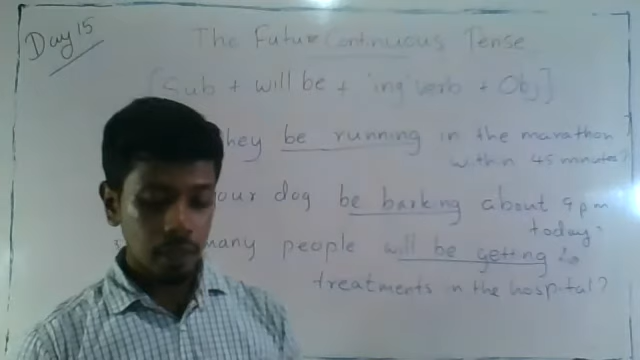 Day 15
The Future Continuous Tense
[Sub + will be + 'ing' verb + Obj]
hey be running in the marathon
within 45 minutes?
our dog be barking about 9 pm
today?
many people will be getting
treatments in the hospital?